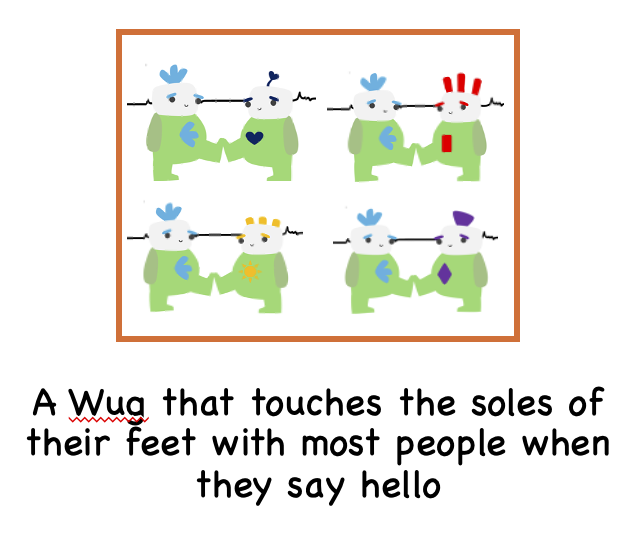 A Wug that touches the soles of
their feet with most people when
they say hello